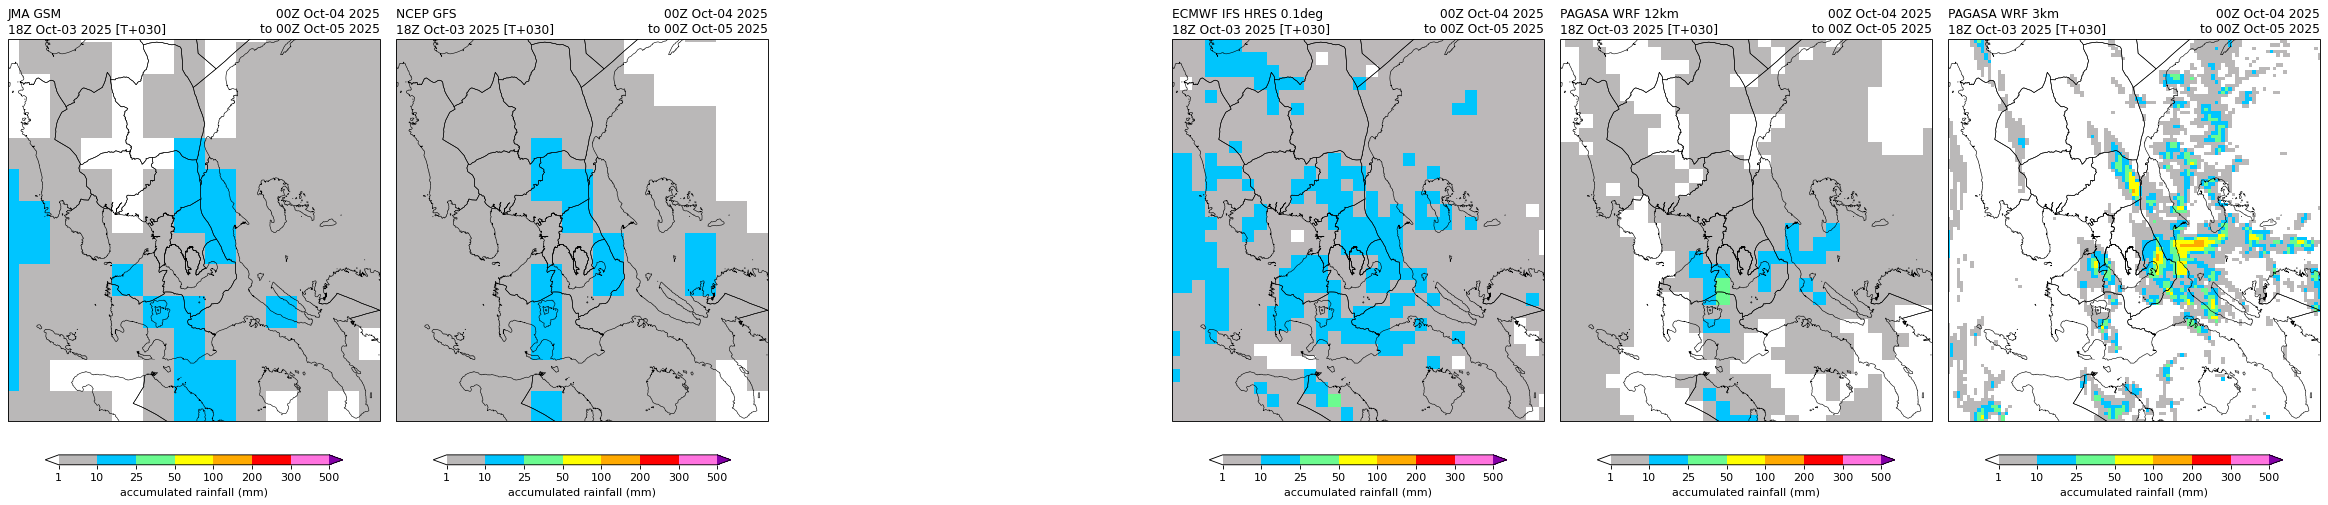 JMA GSM 00Z Oct-04 2025
18Z Oct-03 2025 [T+030] to 00Z Oct-05 2025
1 10 25 50 100 200 300 500
accumulated rainfall (mm)
NCEP GFS 00Z Oct-04 2025
18Z Oct-03 2025 [T+030] to 00Z Oct-05 2025
1 10 25 50 100 200 300 500
accumulated rainfall (mm)
ECMWF IFS HRES 0.1deg 00Z Oct-04 2025
18Z Oct-03 2025 [T+030] to 00Z Oct-05 2025
1 10 25 50 100 200 300 500
accumulated rainfall (mm)
PAGASA WRF 12km 00Z Oct-04 2025
18Z Oct-03 2025 [T+030] to 00Z Oct-05 2025
1 10 25 50 100 200 300 500
accumulated rainfall (mm)
PAGASA WRF 3km 00Z Oct-04 2025
18Z Oct-03 2025 [T+030] to 00Z Oct-05 2025
1 10 25 50 100 200 300 500
accumulated rainfall (mm)